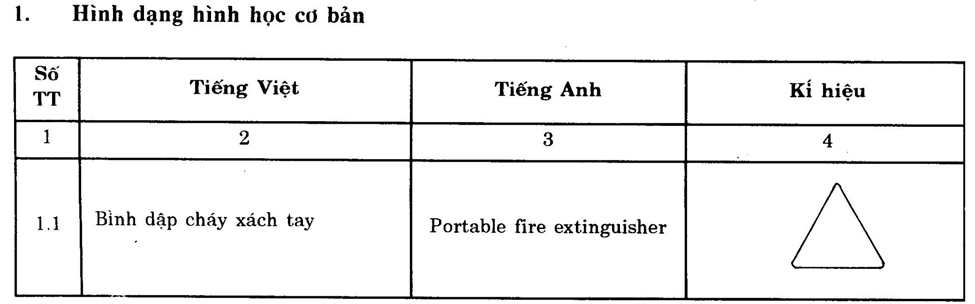 1. Hình dạng hình học cơ bản
Số TT
Tiếng Việt
Tiếng Anh
Kí hiệu
1
2
3
4
1.1
Bình dập cháy xách tay
Portable fire extinguisher